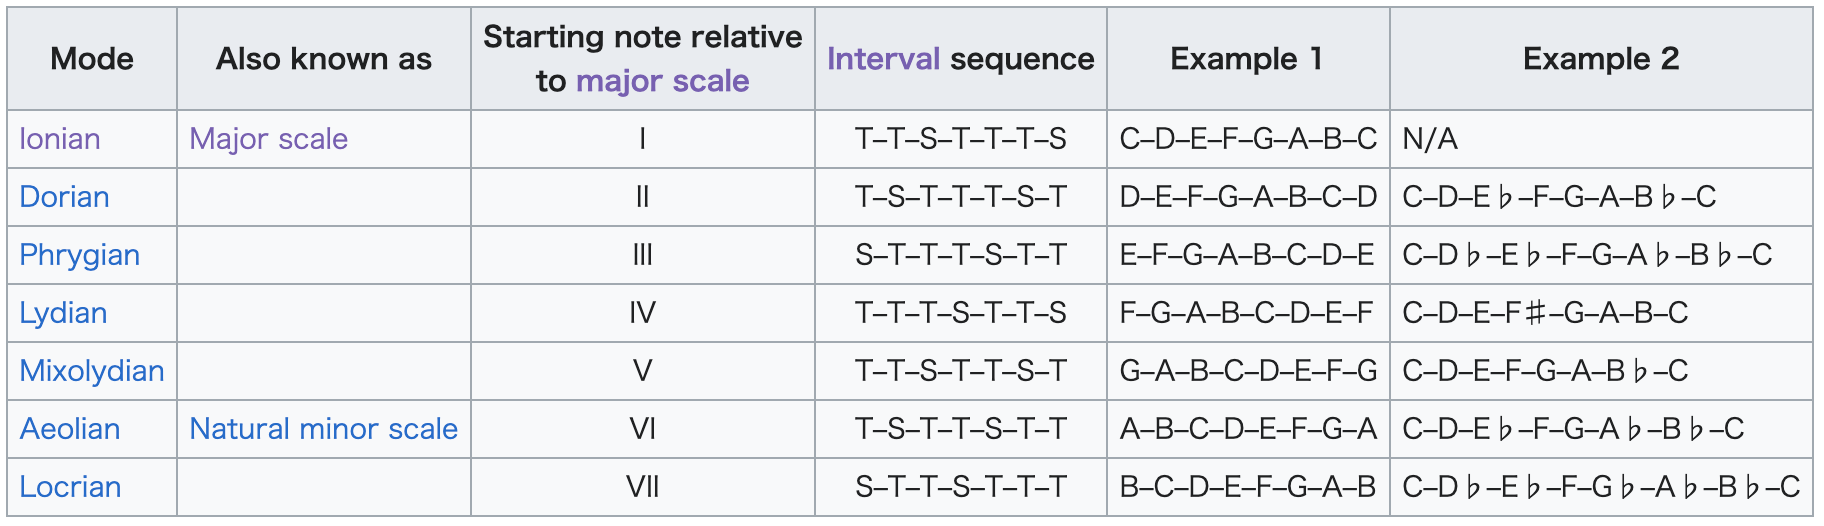 Mode Also known as Starting note relative to major scale Interval sequence Example 1 Example 2
Ionian Major scale I T–T–S–T–T–T–S C–D–E–F–G–A–B–C N/A
Dorian II T–S–T–T–T–S–T D–E–F–G–A–B–C–D C–D–E♭–F–G–A–B♭–C
Phrygian III S–T–T–T–S–T–T E–F–G–A–B–C–D–E C–D♭–E♭–F–G–A♭–B♭–C
Lydian IV T–T–T–S–T–T–S F–G–A–B–C–D–E–F C–D–E–F♯–G–A–B–C
Mixolydian V T–T–S–T–T–S–T G–A–B–C–D–E–F–G C–D–E–F–G–A–B♭–C
Aeolian Natural minor scale VI T–S–T–T–S–T–T A–B–C–D–E–F–G–A C–D–E♭–F–G–A♭–B♭–C
Locrian VII S–T–T–S–T–T–T B–C–D–E–F–G–A–B C–D♭–E♭–F–G♭–A♭–B♭–C